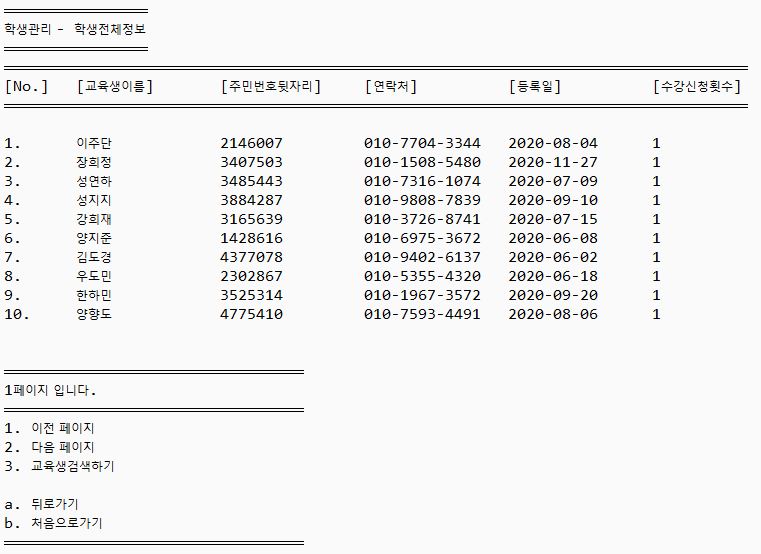 학생관리 - 학생전체정보
[No.] [교육생이름] [주민번호뒷자리] [연락처] [등록일] [수강신청횟수]
1. 이주단 2146007 010-7704-3344 2020-08-04 1
2. 장희정 3407503 010-1508-5480 2020-11-27 1
3. 성연하 3485443 010-7316-1074 2020-07-09 1
4. 성지지 3884287 010-9808-7839 2020-09-10 1
5. 강희재 3165639 010-3726-8741 2020-07-15 1
6. 양지준 1428616 010-6975-3672 2020-06-08 1
7. 김도경 4377078 010-9402-6137 2020-06-02 1
8. 우도민 2302867 010-5355-4320 2020-06-18 1
9. 한하민 3525314 010-1967-3572 2020-09-20 1
10. 양향도 4775410 010-7593-4491 2020-08-06 1
1페이지 입니다.
1. 이전 페이지
2. 다음 페이지
3. 교육생검색하기
a. 뒤로가기
b. 처음으로가기